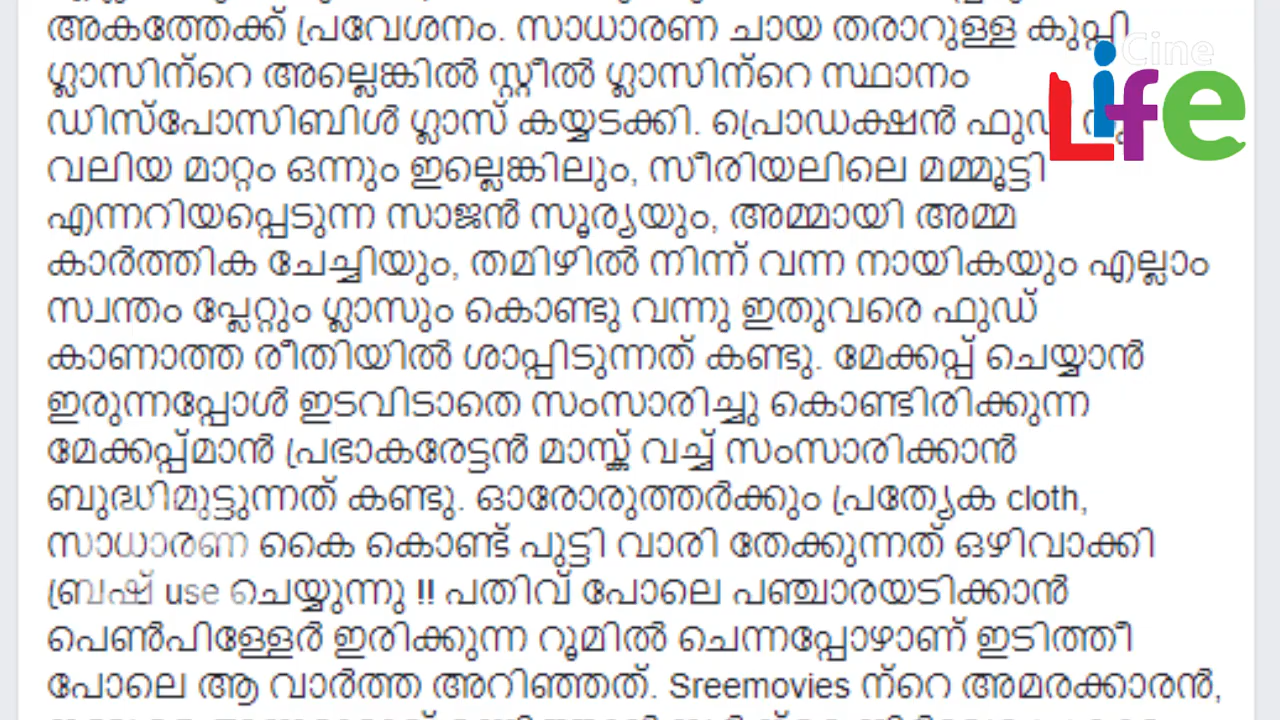 അകത്തേക്ക് പ്രവേശനം. സാധാരണ ചായ തരാറുള്ള കുപ്പി
Cine
LifE
ഗ്ലാസിന്റെ അല്ലെങ്കിൽ സ്റ്റീൽ ഗ്ലാസിന്റെ സ്ഥാനം
ഡിസ്പോസിബിൾ ഗ്ലാസ് കയ്യടക്കി. പ്രൊഡക്ഷൻ ഫുഡ്
വലിയ മാറ്റം ഒന്നും ഇല്ലെങ്കിലും, സീരിയലിലെ മമ്മൂട്ടി
എന്നറിയപ്പെടുന്ന സാജൻ സൂര്യയും, അമ്മായി അമ്മ
കാർത്തിക ചേച്ചിയും, തമിഴിൽ നിന്ന് വന്ന നായികയും എല്ലാം
സ്വന്തം പ്ലേറ്റും ഗ്ലാസും കൊണ്ടു വന്നു ഇതുവരെ ഫുഡ്
കാണാത്ത രീതിയിൽ ശാപ്പിടുന്നത് കണ്ടു. മേക്കപ്പ് ചെയ്യാൻ
ഇരുന്നപ്പോൾ ഇടവിടാതെ സംസാരിച്ചു കൊണ്ടിരിക്കുന്ന
മേക്കപ്പ്മാൻ പ്രഭാകരേട്ടൻ മാസ്ക് വച്ച് സംസാരിക്കാൻ
ബുദ്ധിമുട്ടുന്നത് കണ്ടു. ഓരോരുത്തർക്കും പ്രത്യേക cloth,
സാധാരണ കൈ കൊണ്ട് പുട്ടി വാരി തേക്കുന്നത് ഒഴിവാക്കി
ബ്രഷ് use ചെയ്യുന്നു !! പതിവ് പോലെ പഞ്ചാരയടിക്കാൻ
പെൺപിള്ളേർ ഇരിക്കുന്ന റൂമിൽ ചെന്നപ്പോഴാണ് ഇടിത്തീ
പോലെ ആ വാർത്ത അറിഞ്ഞത്. Sreemovies ന്റെ അമരക്കാരൻ,